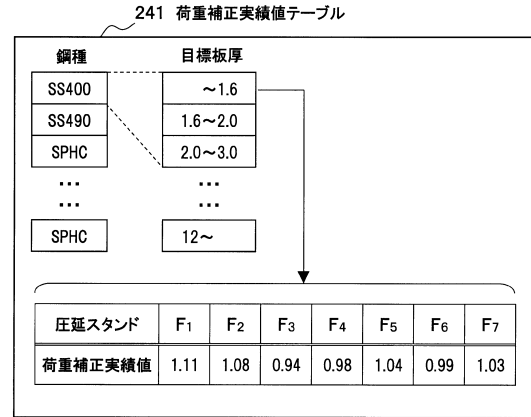 241 荷重補正実績値テーブル
鋼種 目標板厚
SS400 ~1.6
SS490 1.6~2.0
SPHC 2.0~3.0
... ...
... ...
SPHC 12~
圧延スタンド F1 F2 F3 F4 F5 F6 F7
荷重補正実績値 1.11 1.08 0.94 0.98 1.04 0.99 1.03